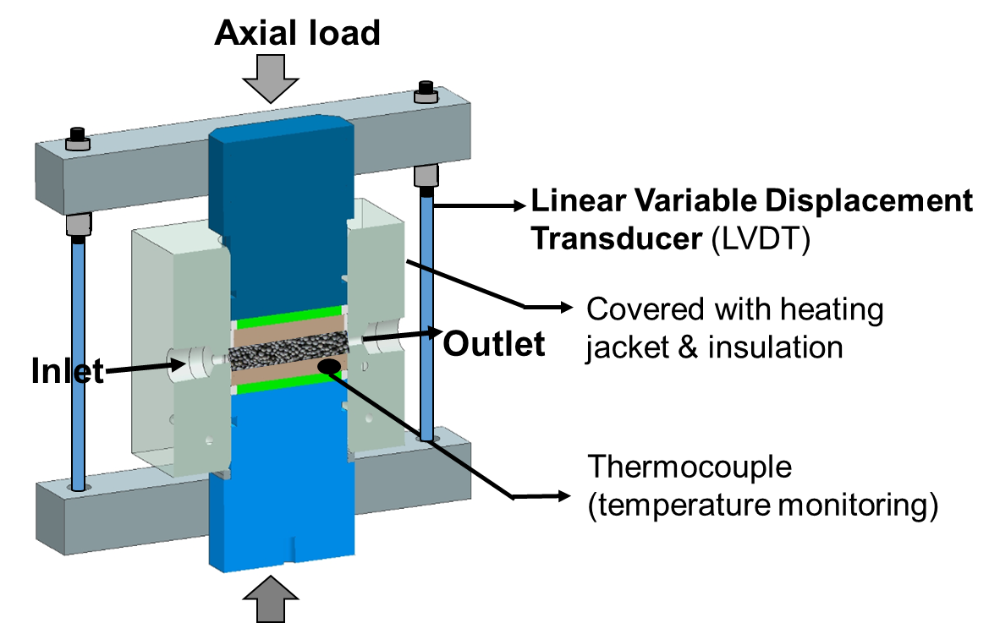 Axial load
Linear Variable Displacement
Transducer (LVDT)
Covered with heating
jacket & insulation
Outlet
Inlet
Thermocouple
(temperature monitoring)